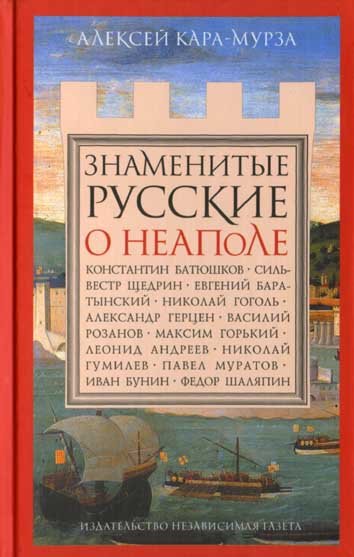 АЛЕКСЕЙ КАРА-МУРЗА
ЗНАМЕНИТЫЕ
РУССКИЕ
О НЕАПОЛЕ
КОНСТАНТИН БАТЮШКОВ · СИЛЬ-
ВЕСТР ЩЕДРИН · ЕВГЕНИЙ БАРА-
ТЫНСКИЙ · НИКОЛАЙ ГОГОЛЬ ·
АЛЕКСАНДР ГЕРЦЕН · ВАСИЛИЙ
РОЗАНОВ · МАКСИМ ГОРЬКИЙ ·
ЛЕОНИД АНДРЕЕВ · НИКОЛАЙ
ГУМИЛЕВ · ПАВЕЛ МУРАТОВ ·
ИВАН БУНИН · ФЕДОР ШАЛЯПИН
ИЗДАТЕЛЬСТВО НЕЗАВИСИМАЯ ГАЗЕТА